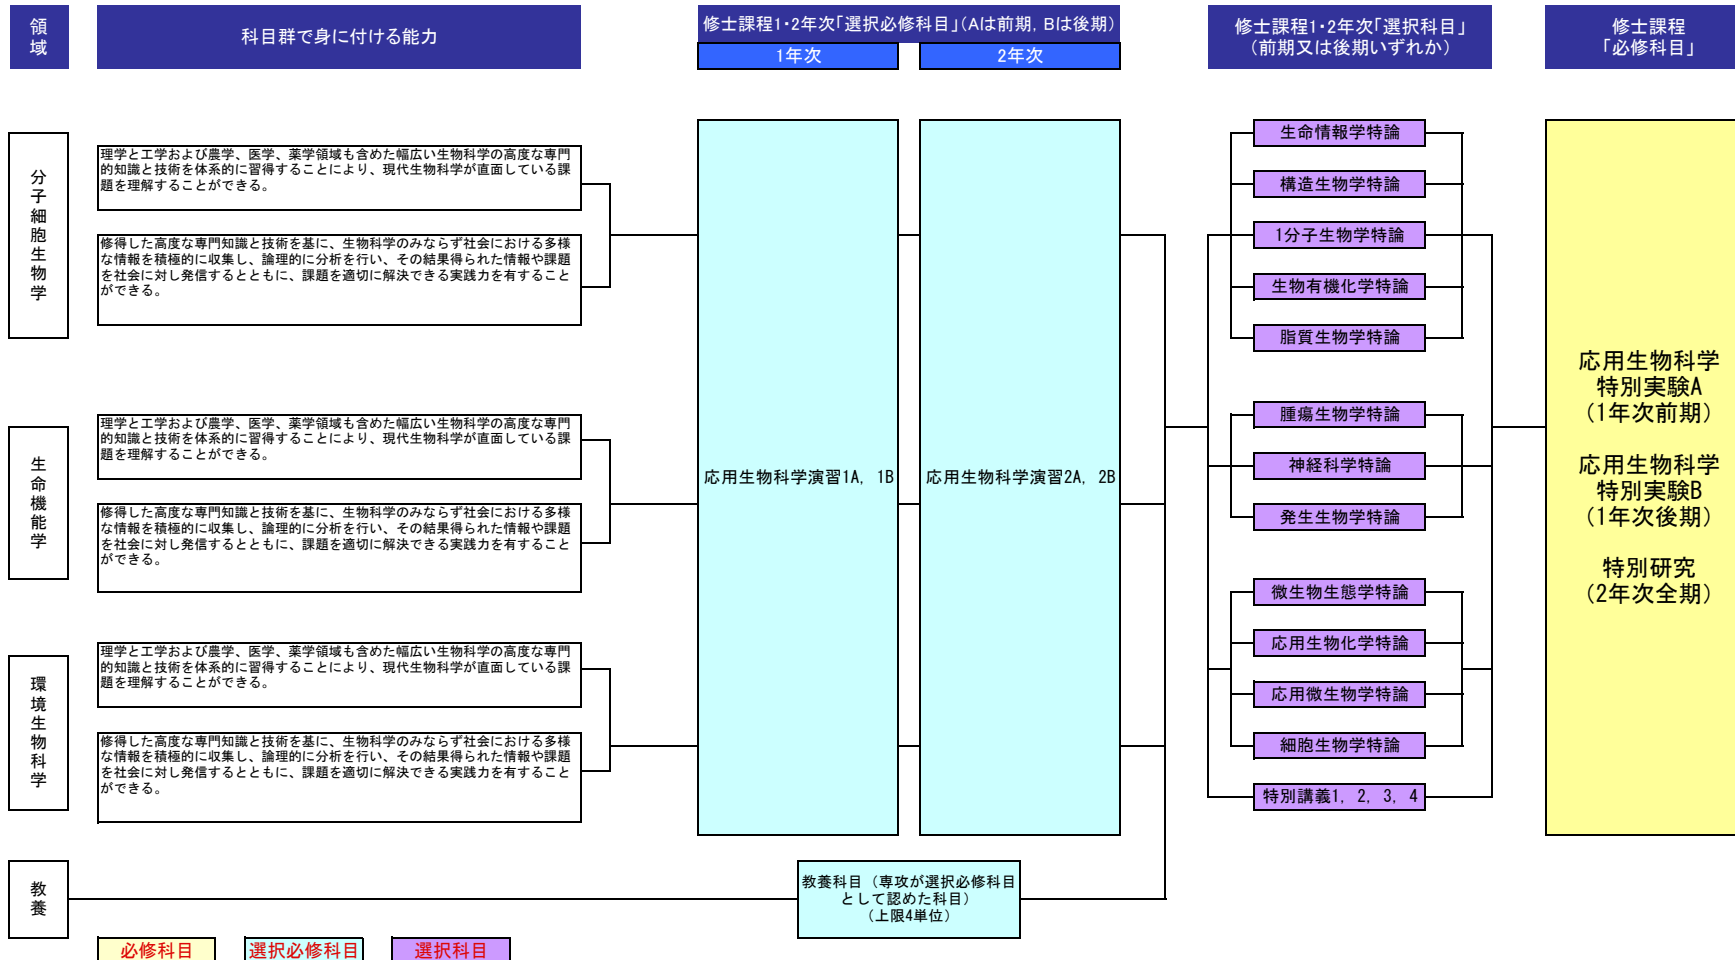 領
域
科目群で身に付ける能力
修士課程1・2年次「選択必修科目」（Aは前期，Bは後期）
1年次
2年次
修士課程1・2年次「選択科目」
（前期又は後期いずれか）
修士課程
「必修科目」
分
子
細
胞
生
物
学
理学と工学および農学、医学、薬学領域も含めた幅広い生物科学の高度な専門
的知識と技術を体系的に習得することにより、現代生物科学が直面している課
題を理解することができる。
修得した高度な専門知識と技術を基に、生物科学のみならず社会における多様
な情報を積極的に収集し、論理的に分析を行い、その結果得られた情報や課題
を社会に対し発信するとともに、課題を適切に解決できる実践力を有すること
ができる。
生
命
機
能
学
理学と工学および農学、医学、薬学領域も含めた幅広い生物科学の高度な専門
的知識と技術を体系的に習得することにより、現代生物科学が直面している課
題を理解することができる。
修得した高度な専門知識と技術を基に、生物科学のみならず社会における多様
な情報を積極的に収集し、論理的に分析を行い、その結果得られた情報や課題
を社会に対し発信するとともに、課題を適切に解決できる実践力を有すること
ができる。
環
境
生
物
科
学
理学と工学および農学、医学、薬学領域も含めた幅広い生物科学の高度な専門
的知識と技術を体系的に習得することにより、現代生物科学が直面している課
題を理解することができる。
修得した高度な専門知識と技術を基に、生物科学のみならず社会における多様
な情報を積極的に収集し、論理的に分析を行い、その結果得られた情報や課題
を社会に対し発信するとともに、課題を適切に解決できる実践力を有すること
ができる。
応用生物科学演習1A，1B
応用生物科学演習2A，2B
生命情報学特論
構造生物学特論
1分子生物学特論
生物有機化学特論
脂質生物学特論
腫瘍生物学特論
神経科学特論
発生生物学特論
微生物生態学特論
応用生物化学特論
応用微生物学特論
細胞生物学特論
特別講義1，2，3，4
応用生物科学
特別実験A
（1年次前期）
応用生物科学
特別実験B
（1年次後期）
特別研究
（2年次全期）
教
養
教養科目（専攻が選択必修科目
として認めた科目）
（上限4単位）
必修科目
選択必修科目
選択科目